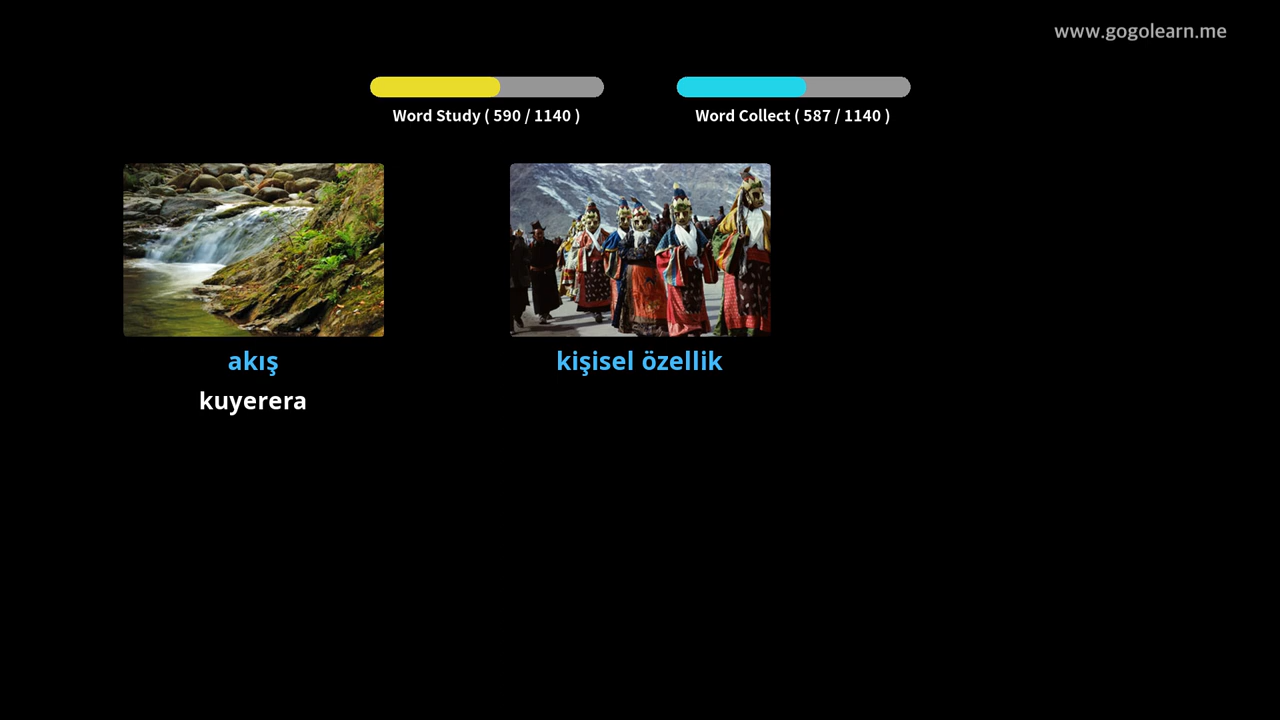 www.gogolearn.me
Word Study ( 590 / 1140 )
Word Collect ( 587 / 1140 )
akış
kuyerera
kişisel özellik